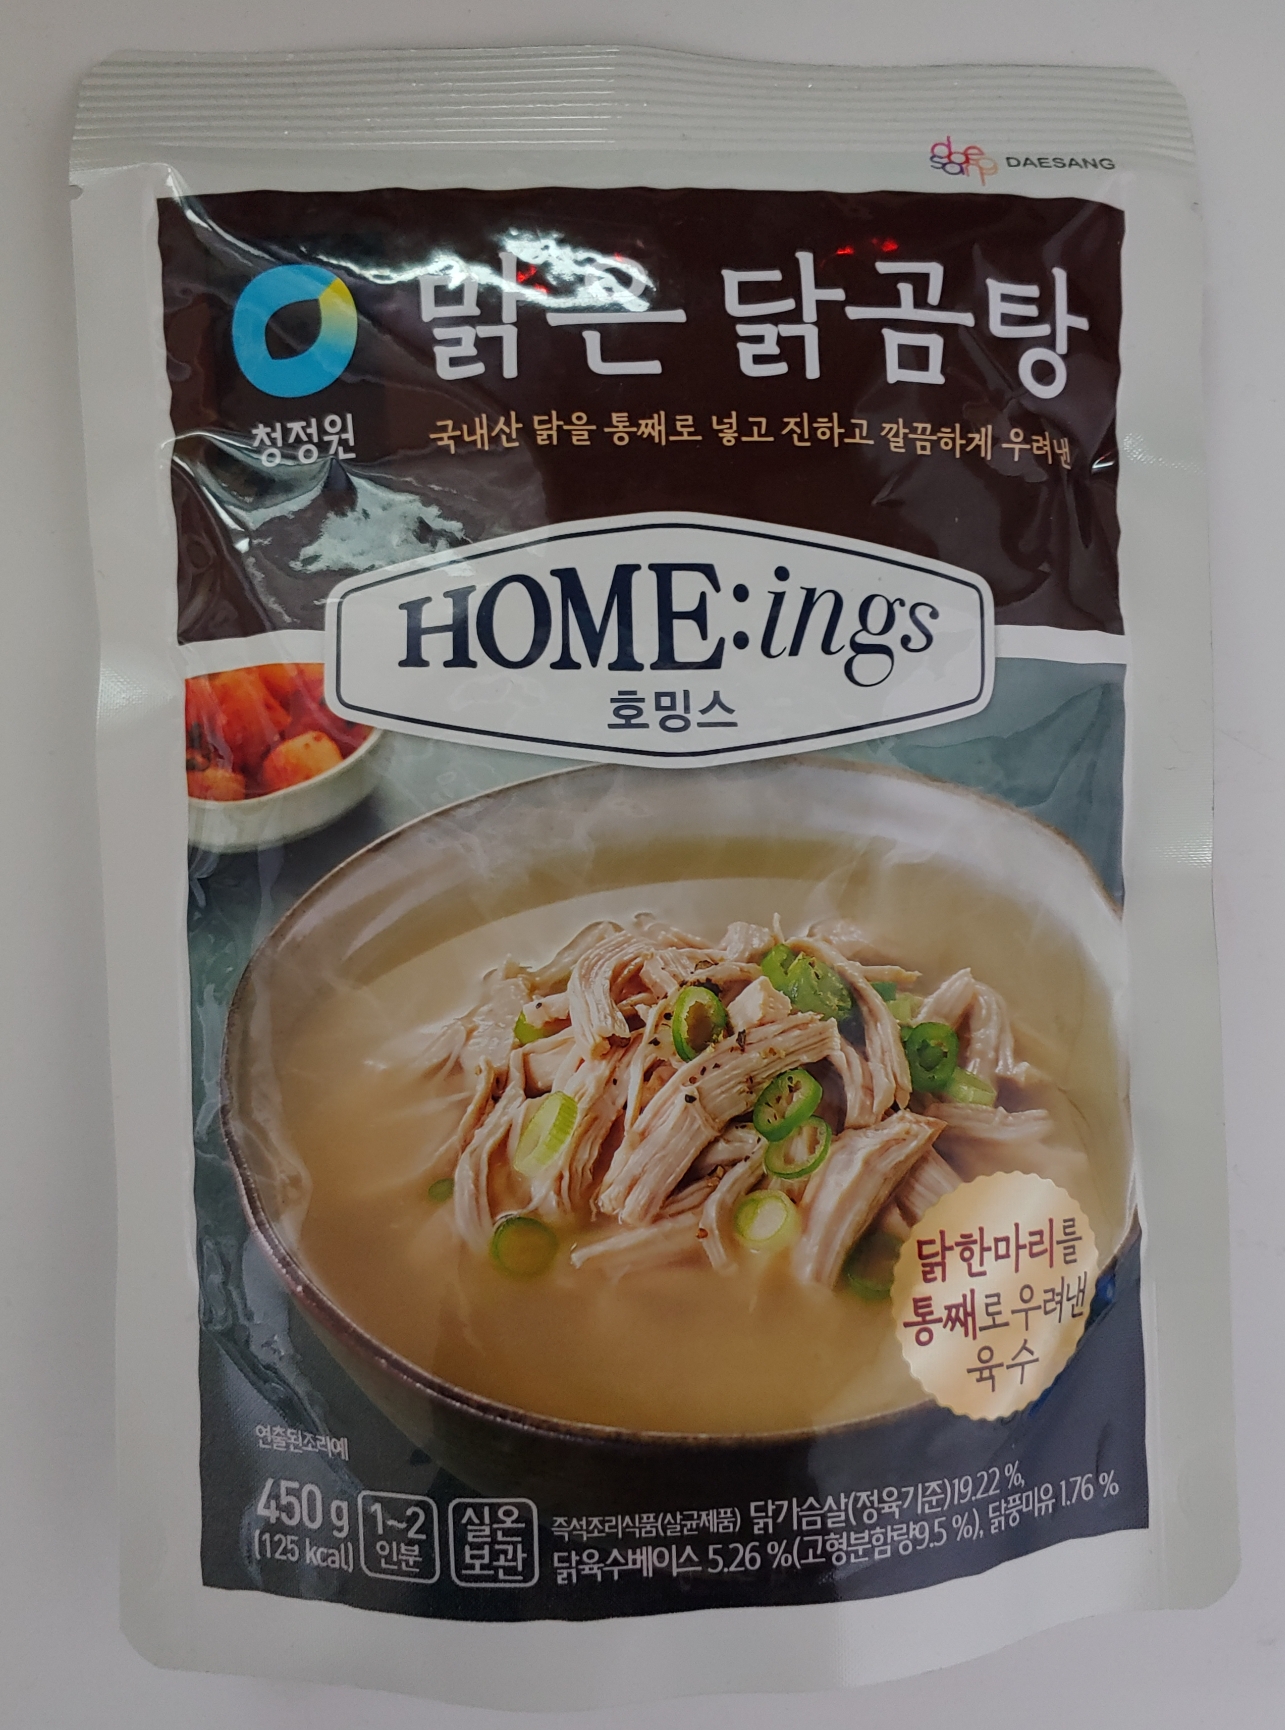 daesang DAESANG
맑은 닭곰탕
청정원
국내산 닭을 통째로 넣고 진하고 깔끔하게 우려낸
HOME:ings
호밍스
닭한마리를
통째로우려낸
육수
연출된조리예
450 g
(125 kcal)
1~2
인분
실온
보관
즉석조리식품(살균제품) 닭가슴살(정육기준)19.22 %,
닭육수베이스 5.26 %(고형분함량9.5 %), 닭풍미유 1.76 %